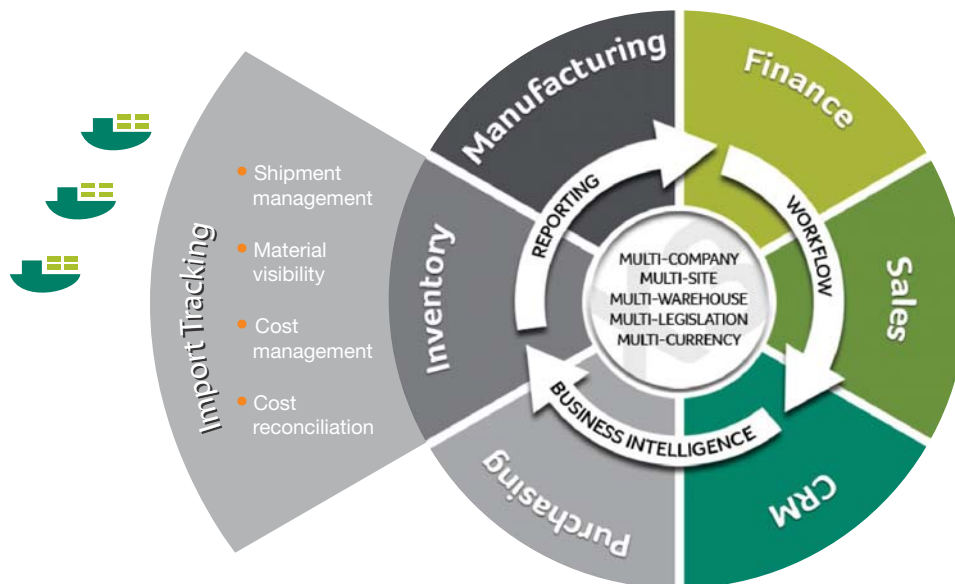 Import Tracking
Shipment
management
Material
visibility
Cost
management
Cost
reconciliation
Manufacturing
Finance
Sales
CRM
Purchasing
Inventory
REPORTING
WORKFLOW
BUSINESS INTELLIGENCE
MULTI-COMPANY
MULTI-SITE
MULTI-WAREHOUSE
MULTI-LEGISLATION
MULTI-CURRENCY